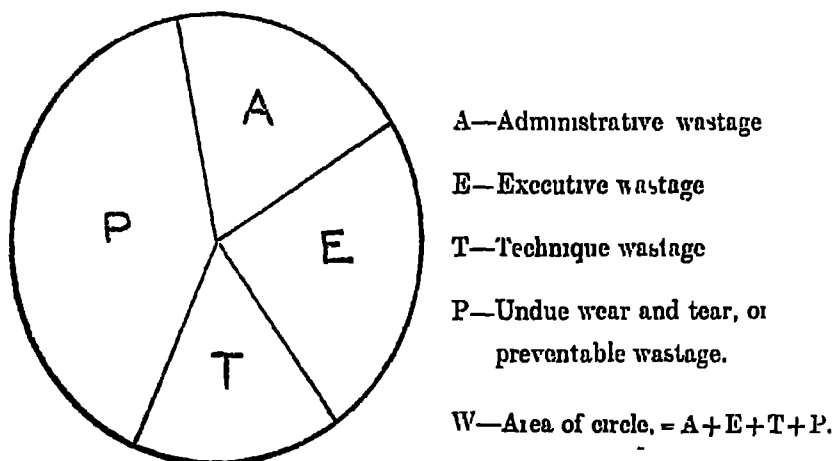 A
P
E
T
A—Administrative wastage
E—Executive wastage
T—Technique wastage
P—Undue wear and tear, or
preventable wastage.
W—Area of circle, = A+E+T+P.